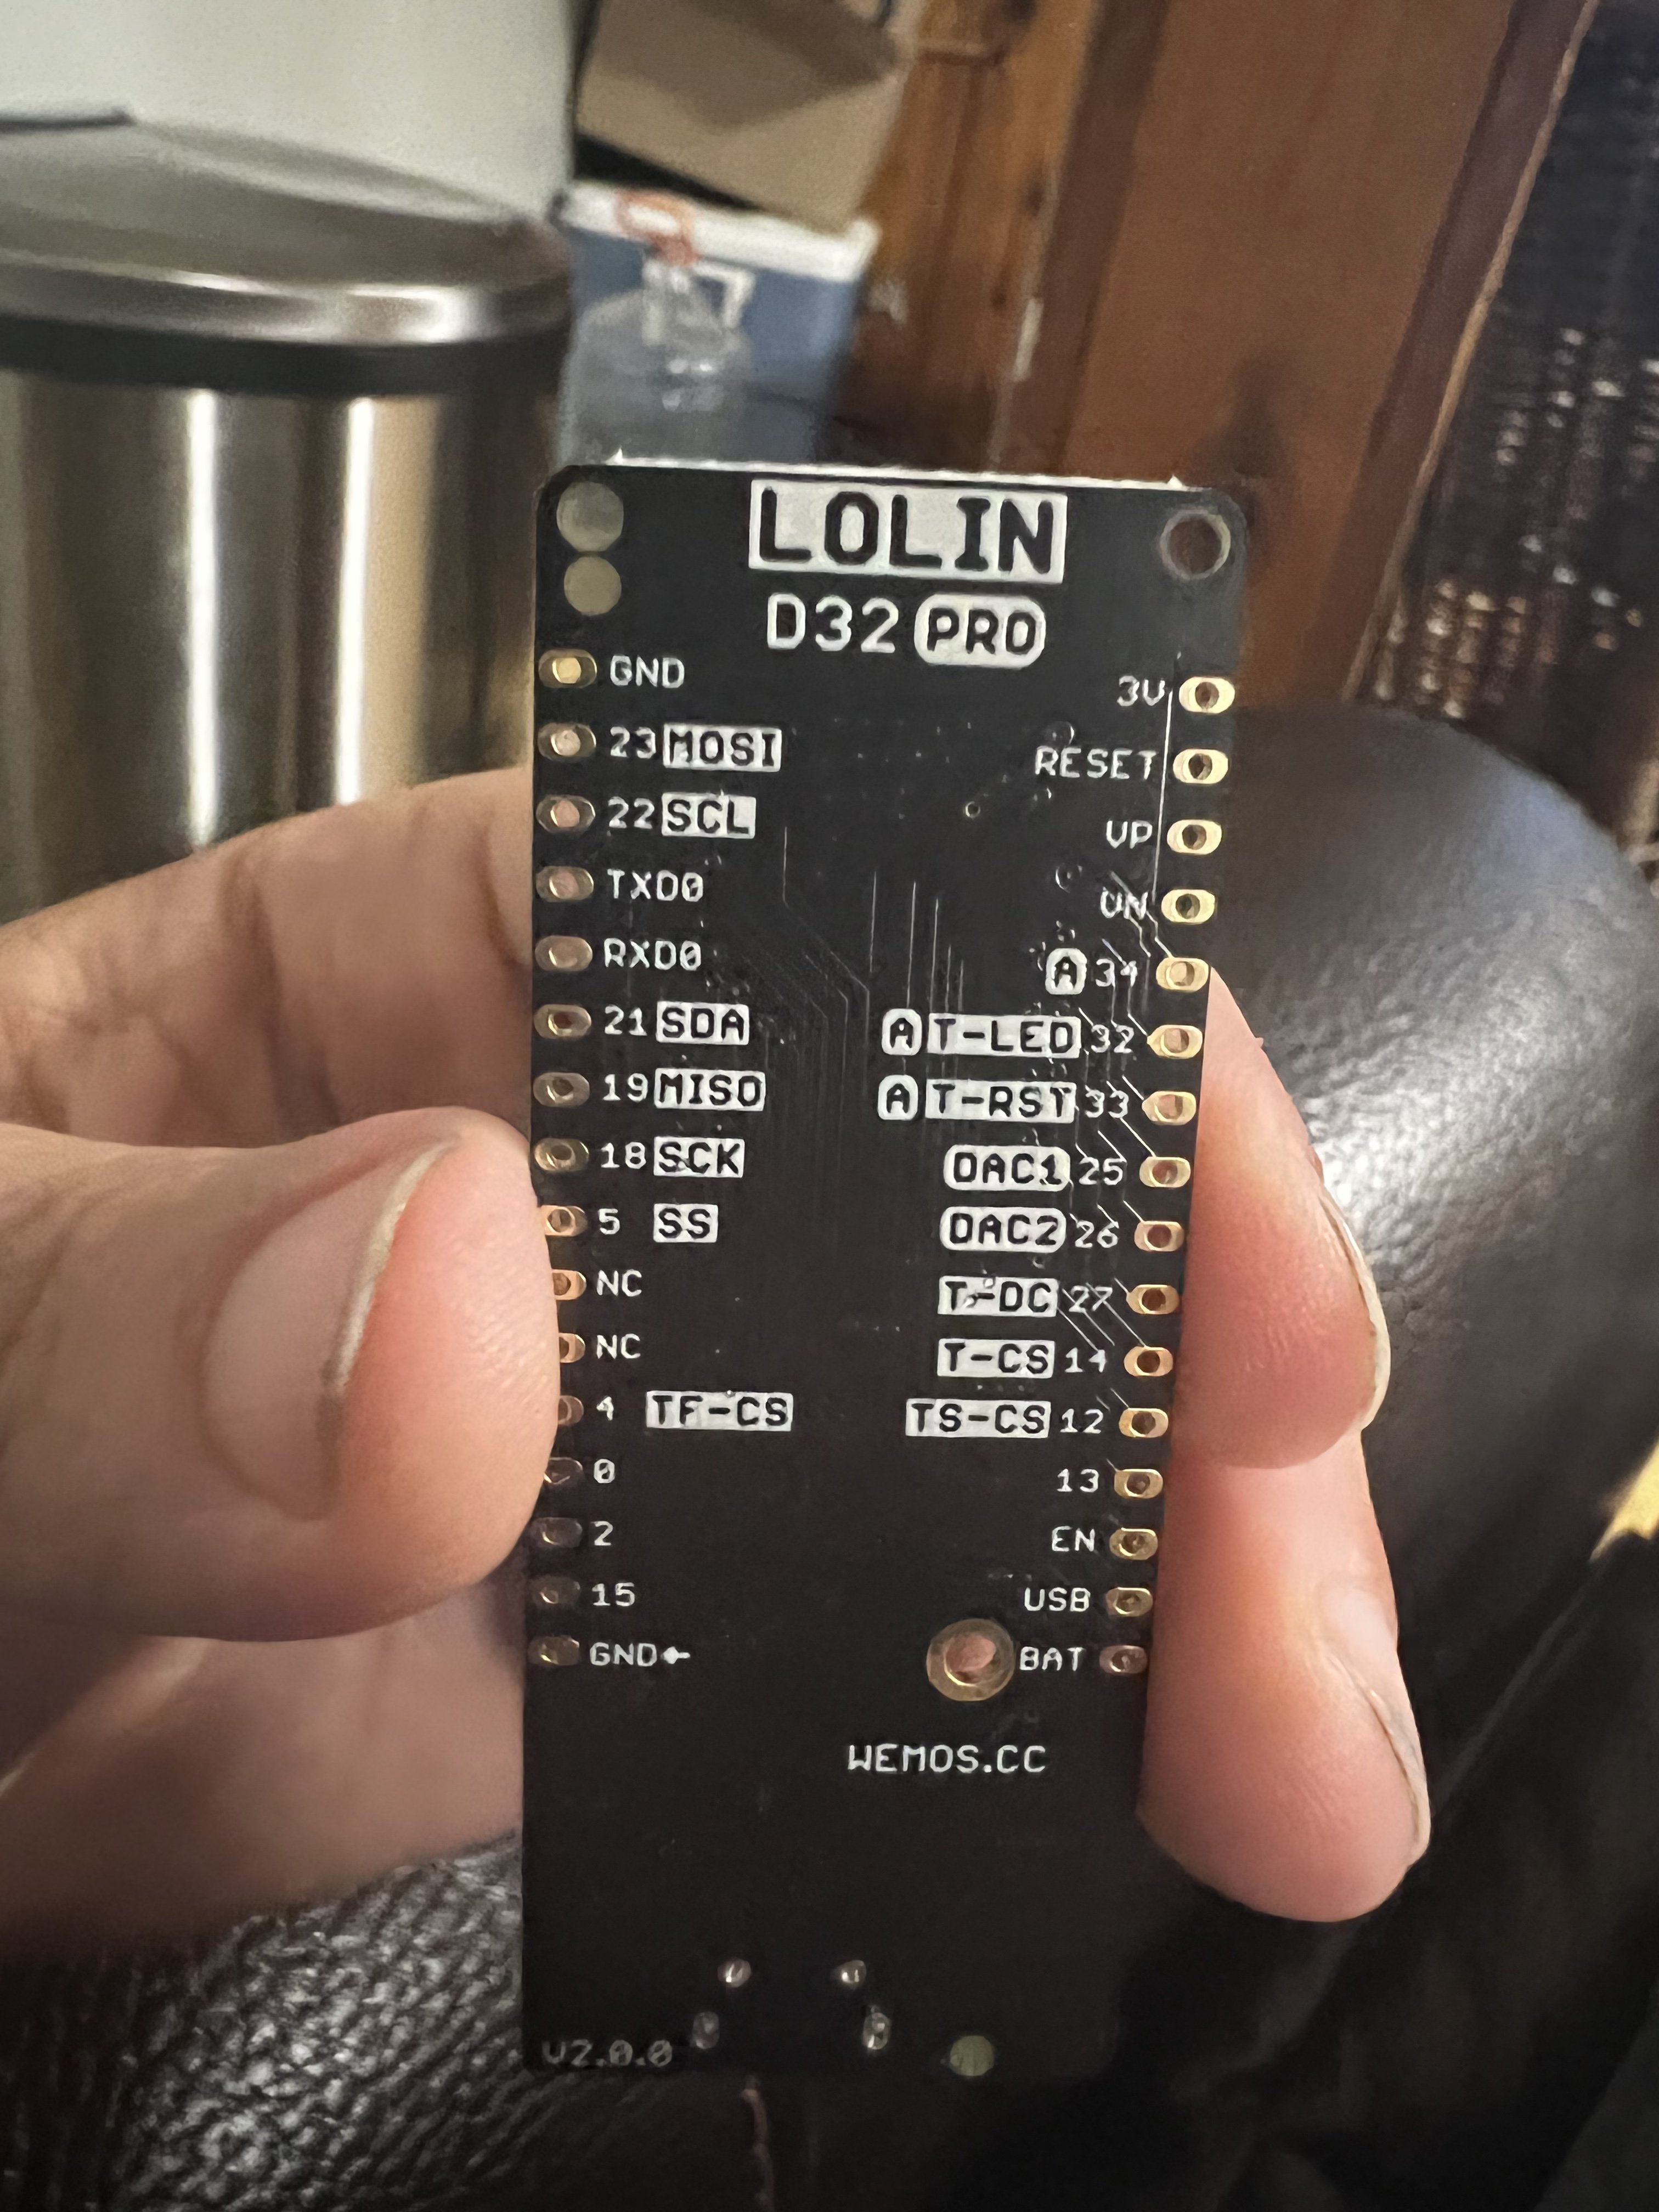 LOLIN
D32 PRO
GND
23 MOSI
22 SCL
TXD0
RXD0
21 SDA
19 MISO
18 SCK
5 SS
NC
NC
4 TF-CS
0
2
15
GND
3V
RESET
VP
VN
A 34
A T-LED 32
A T-RST 33
DAC1 25
DAC2 26
T-DC 27
T-CS 14
TS-CS 12
13
EN
USB
BAT
WEMOS.CC
V2.0.0